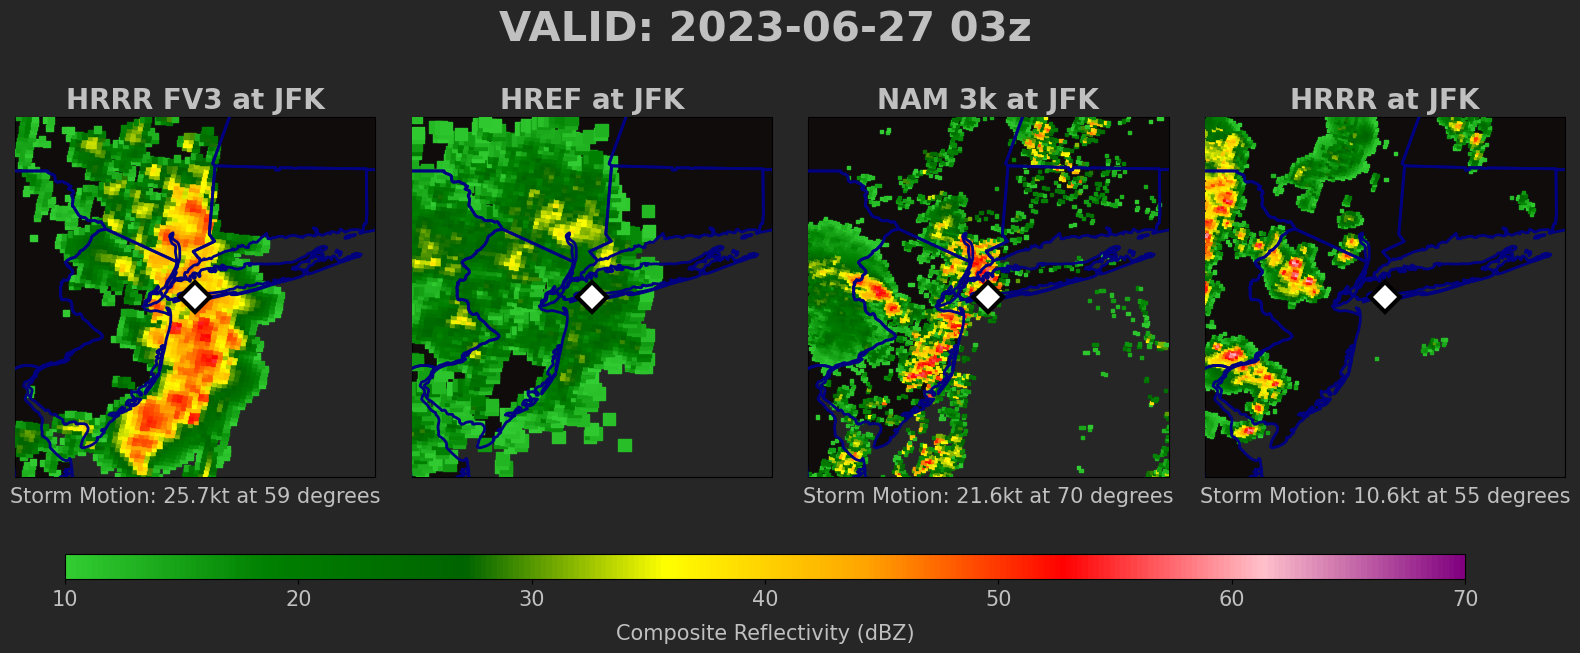 VALID: 2023-06-27 03z
HRRR FV3 at JFK
HREF at JFK
NAM 3k at JFK
HRRR at JFK
Storm Motion: 25.7kt at 59 degrees
Storm Motion: 21.6kt at 70 degrees
Storm Motion: 10.6kt at 55 degrees
10 20 30 40 50 60 70
Composite Reflectivity (dBZ)